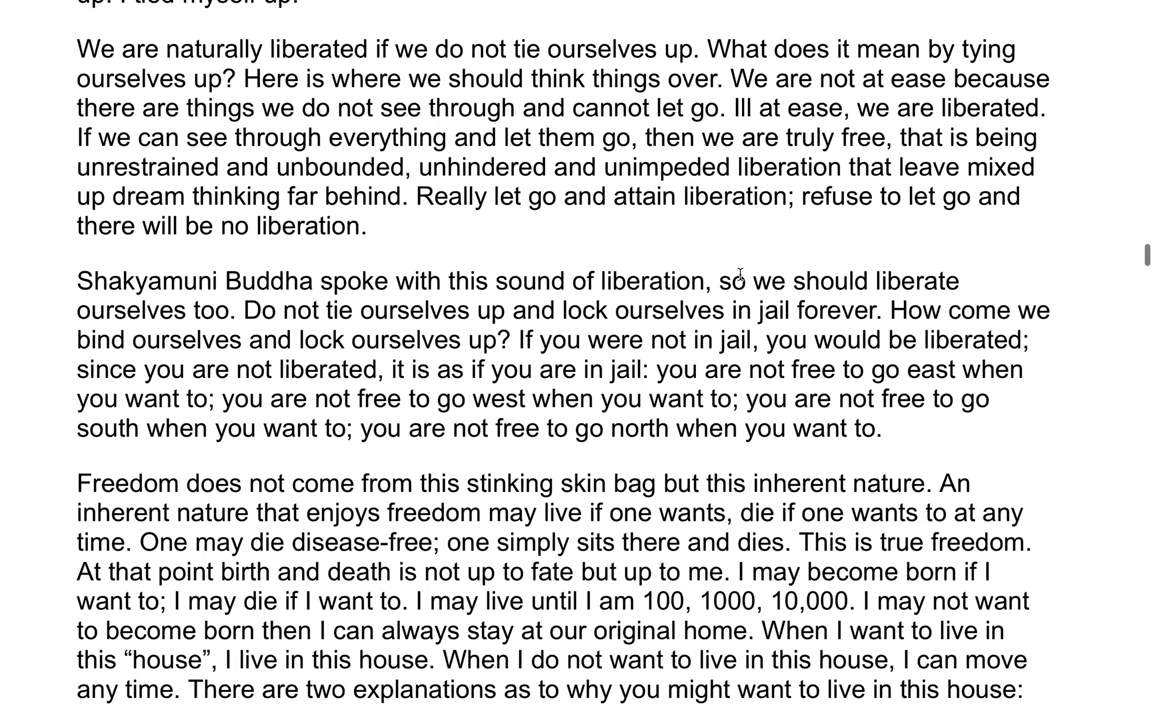 up. I tied myself up.
We are naturally liberated if we do not tie ourselves up. What does it mean by tying
ourselves up? Here is where we should think things over. We are not at ease because
there are things we do not see through and cannot let go. Ill at ease, we are liberated.
If we can see through everything and let them go, then we are truly free, that is being
unrestrained and unbounded, unhindered and unimpeded liberation that leave mixed
up dream thinking far behind. Really let go and attain liberation; refuse to let go and
there will be no liberation.
Shakyamuni Buddha spoke with this sound of liberation, so we should liberate
ourselves too. Do not tie ourselves up and lock ourselves in jail forever. How come we
bind ourselves and lock ourselves up? If you were not in jail, you would be liberated;
since you are not liberated, it is as if you are in jail: you are not free to go east when
you want to; you are not free to go west when you want to; you are not free to go
south when you want to; you are not free to go north when you want to.
Freedom does not come from this stinking skin bag but this inherent nature. An
inherent nature that enjoys freedom may live if one wants, die if one wants to at any
time. One may die disease-free; one simply sits there and dies. This is true freedom.
At that point birth and death is not up to fate but up to me. I may become born if I
want to; I may die if I want to. I may live until I am 100, 1000, 10,000. I may not want
to become born then I can always stay at our original home. When I want to live in
this “house”, I live in this house. When I do not want to live in this house, I can move
any time. There are two explanations as to why you might want to live in this house: